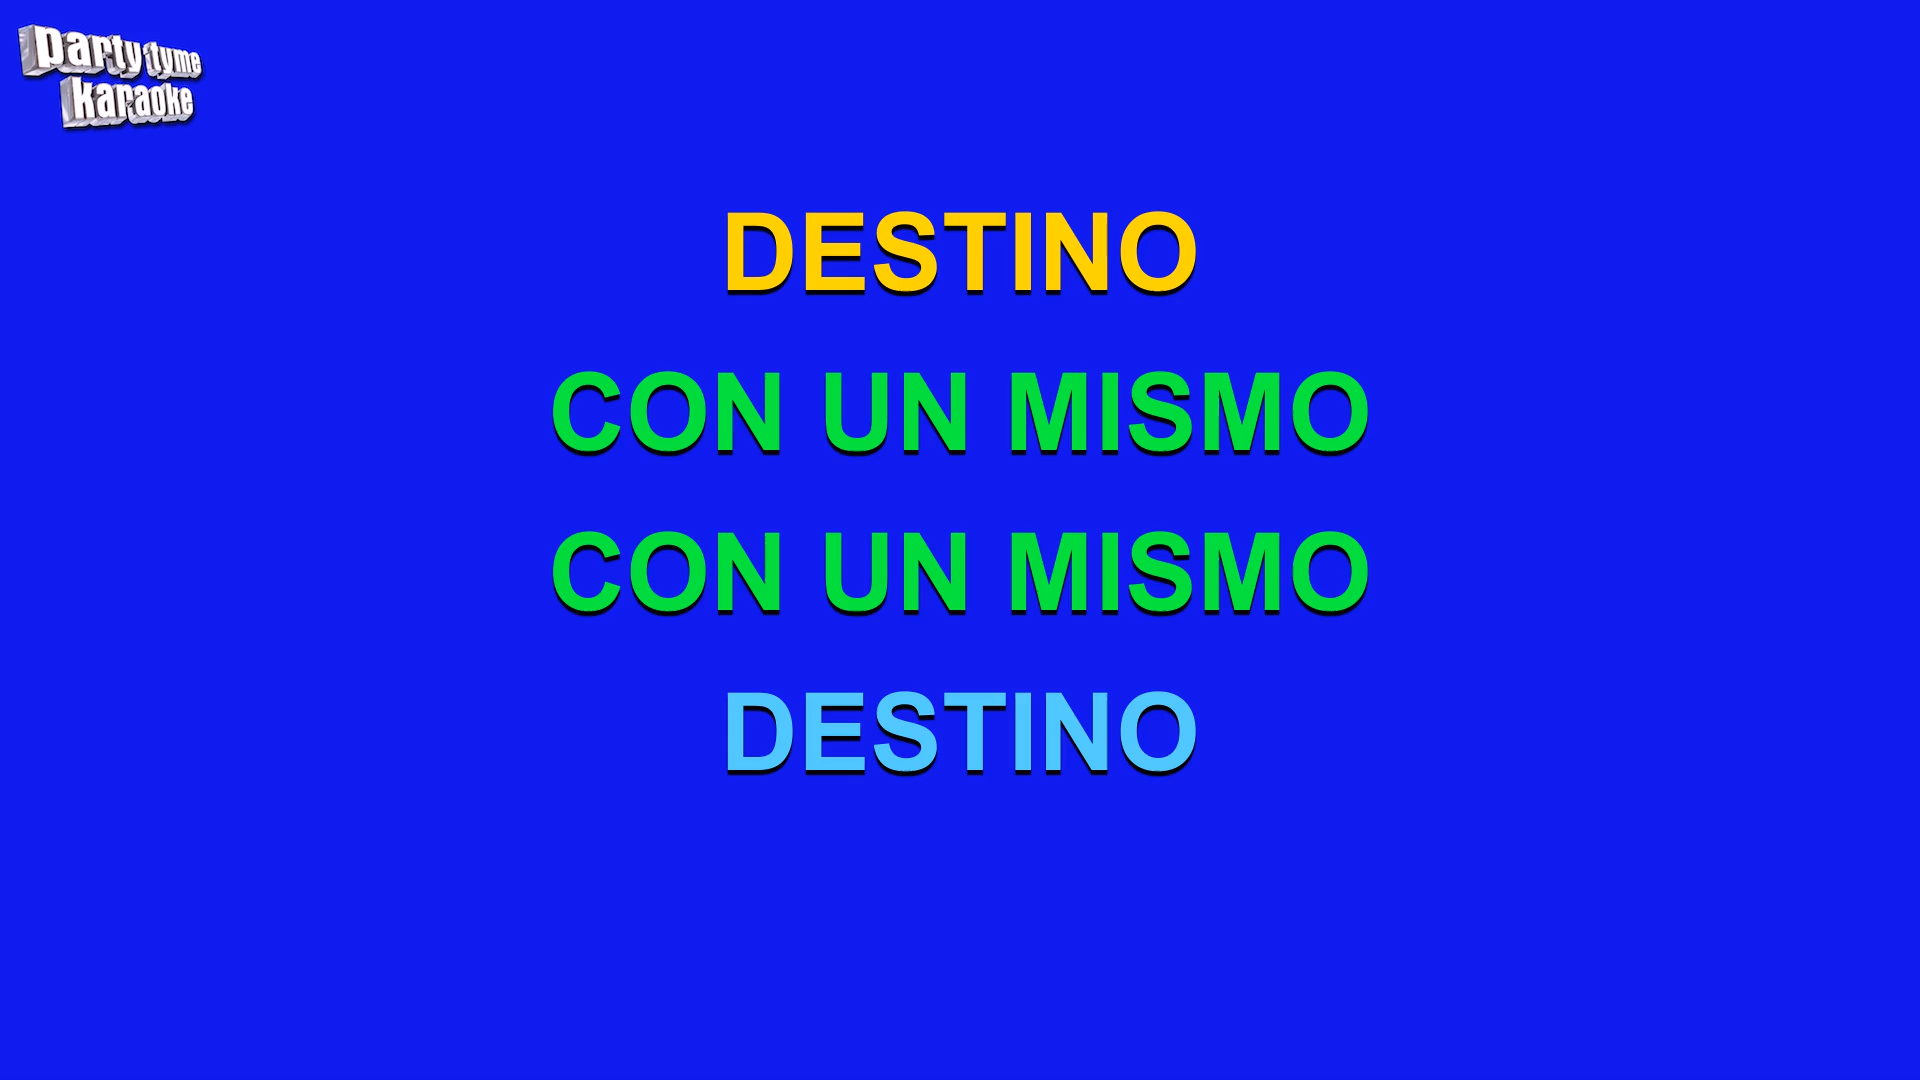 party tyme
karaoke
DESTINO
CON UN MISMO
CON UN MISMO
DESTINO